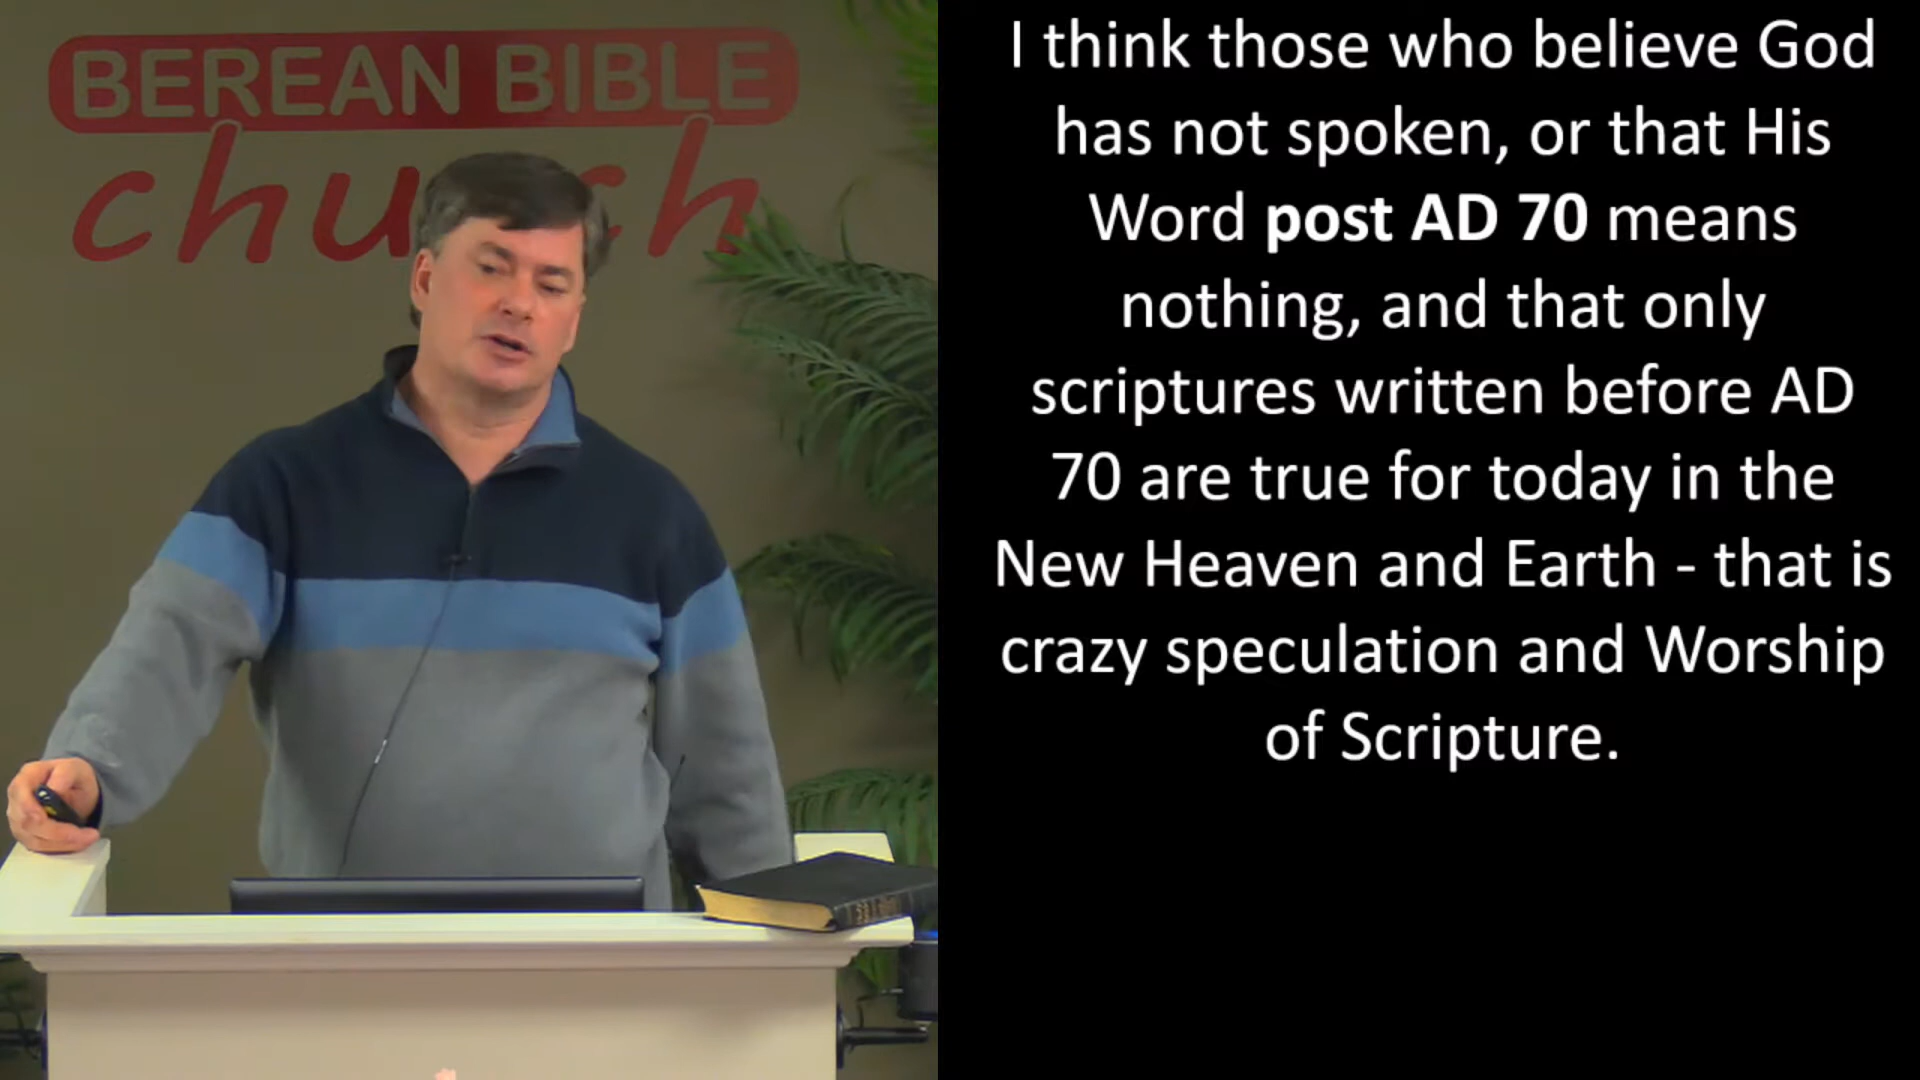 BEREAN BIBLE
church
I think those who believe God
has not spoken, or that His
Word post AD 70 means
nothing, and that only
scriptures written before AD
70 are true for today in the
New Heaven and Earth - that is
crazy speculation and Worship
of Scripture.